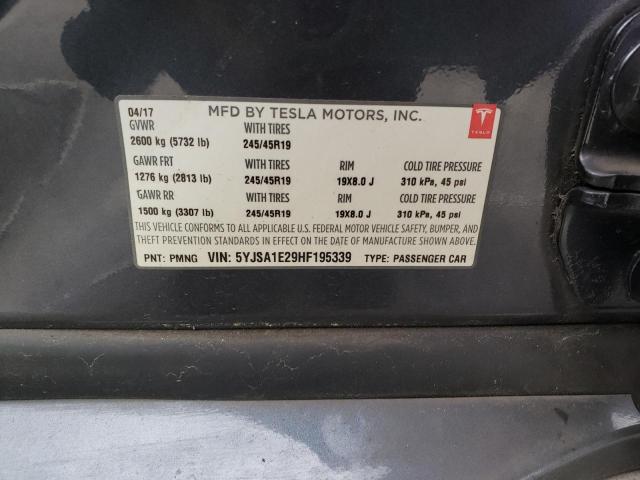 04/17 MFD BY TESLA MOTORS, INC. TESLA
GVWR WITH TIRES
2600 kg (5732 lb) 245/45R19
GAWR FRT WITH TIRES RIM COLD TIRE PRESSURE
1276 kg (2813 lb) 245/45R19 19X8.0 J 310 kPa, 45 psi
GAWR RR WITH TIRES RIM COLD TIRE PRESSURE
1500 kg (3307 lb) 245/45R19 19X8.0 J 310 kPa, 45 psi
THIS VEHICLE CONFORMS TO ALL APPLICABLE U.S. FEDERAL MOTOR VEHICLE SAFETY, BUMPER, AND
THEFT PREVENTION STANDARDS IN EFFECT ON THE DATE OF MANUFACTURE SHOWN ABOVE.
PNT: PMNG VIN: 5YJSA1E29HF195339 TYPE: PASSENGER CAR